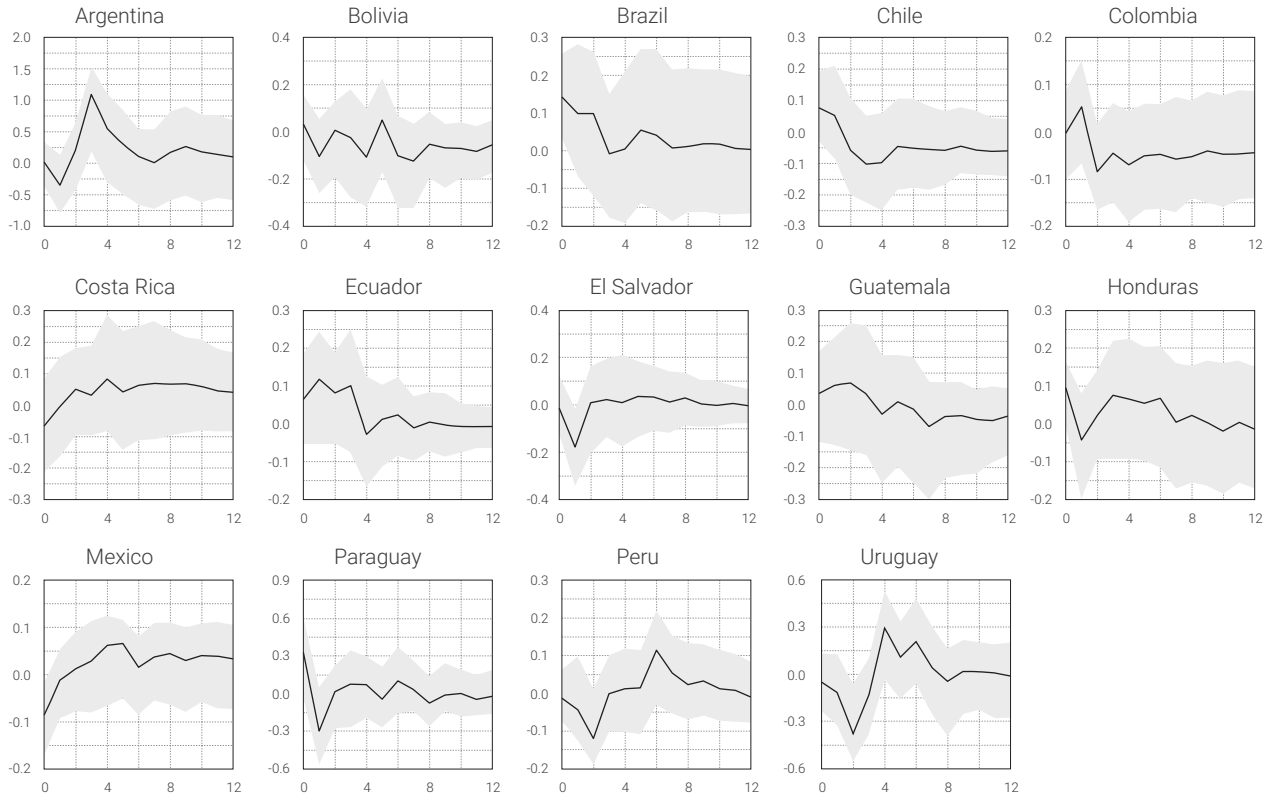 Argentina
Bolivia
Brazil
Chile
Colombia
2.0
1.5
1.0
0.5
0.0
-0.5
-1.0
0 4 8 12
0.4
0.2
0.0
-0.2
-0.4
0 4 8 12
0.3
0.2
0.1
0.0
-0.1
-0.2
0 4 8 12
0.3
0.2
0.1
0.0
-0.1
-0.2
-0.3
0 4 8 12
0.2
0.1
0.0
-0.1
-0.2
0 4 8 12
Costa Rica
Ecuador
El Salvador
Guatemala
Honduras
0.3
0.2
0.1
0.0
-0.1
-0.2
-0.3
0 4 8 12
0.3
0.2
0.1
0.0
-0.1
-0.2
0 4 8 12
0.4
0.2
0.0
-0.2
-0.4
0 4 8 12
0.3
0.2
0.1
0.0
-0.1
-0.2
-0.3
0 4 8 12
0.3
0.2
0.1
0.0
-0.1
-0.2
0 4 8 12
Mexico
Paraguay
Peru
Uruguay
0.2
0.1
0.0
-0.1
-0.2
0 4 8 12
0.9
0.6
0.3
0.0
-0.3
-0.6
0 4 8 12
0.3
0.2
0.1
0.0
-0.1
-0.2
0 4 8 12
0.6
0.3
0.0
-0.3
-0.6
0 4 8 12